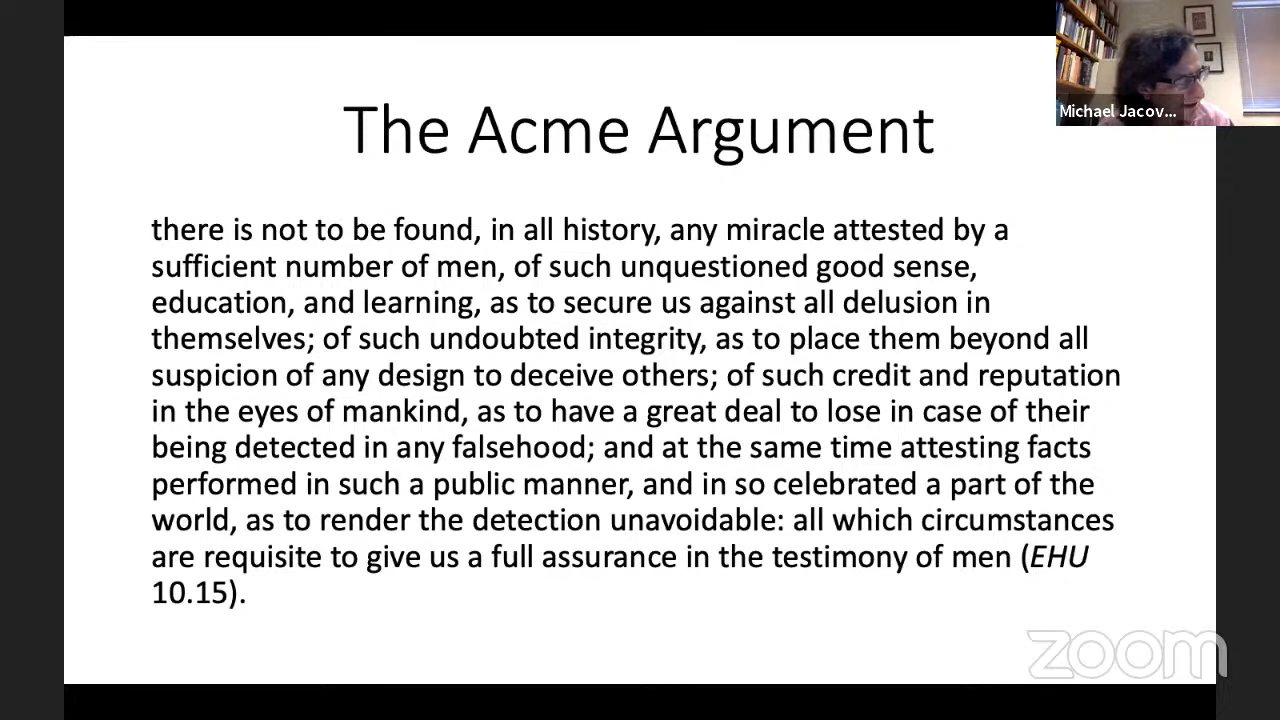 The Acme Argument
Michael Jacov...
there is not to be found, in all history, any miracle attested by a
sufficient number of men, of such unquestioned good sense,
education, and learning, as to secure us against all delusion in
themselves; of such undoubted integrity, as to place them beyond all
suspicion of any design to deceive others; of such credit and reputation
in the eyes of mankind, as to have a great deal to lose in case of their
being detected in any falsehood; and at the same time attesting facts
performed in such a public manner, and in so celebrated a part of the
world, as to render the detection unavoidable: all which circumstances
are requisite to give us a full assurance in the testimony of men (EHU
10.15).
zoom